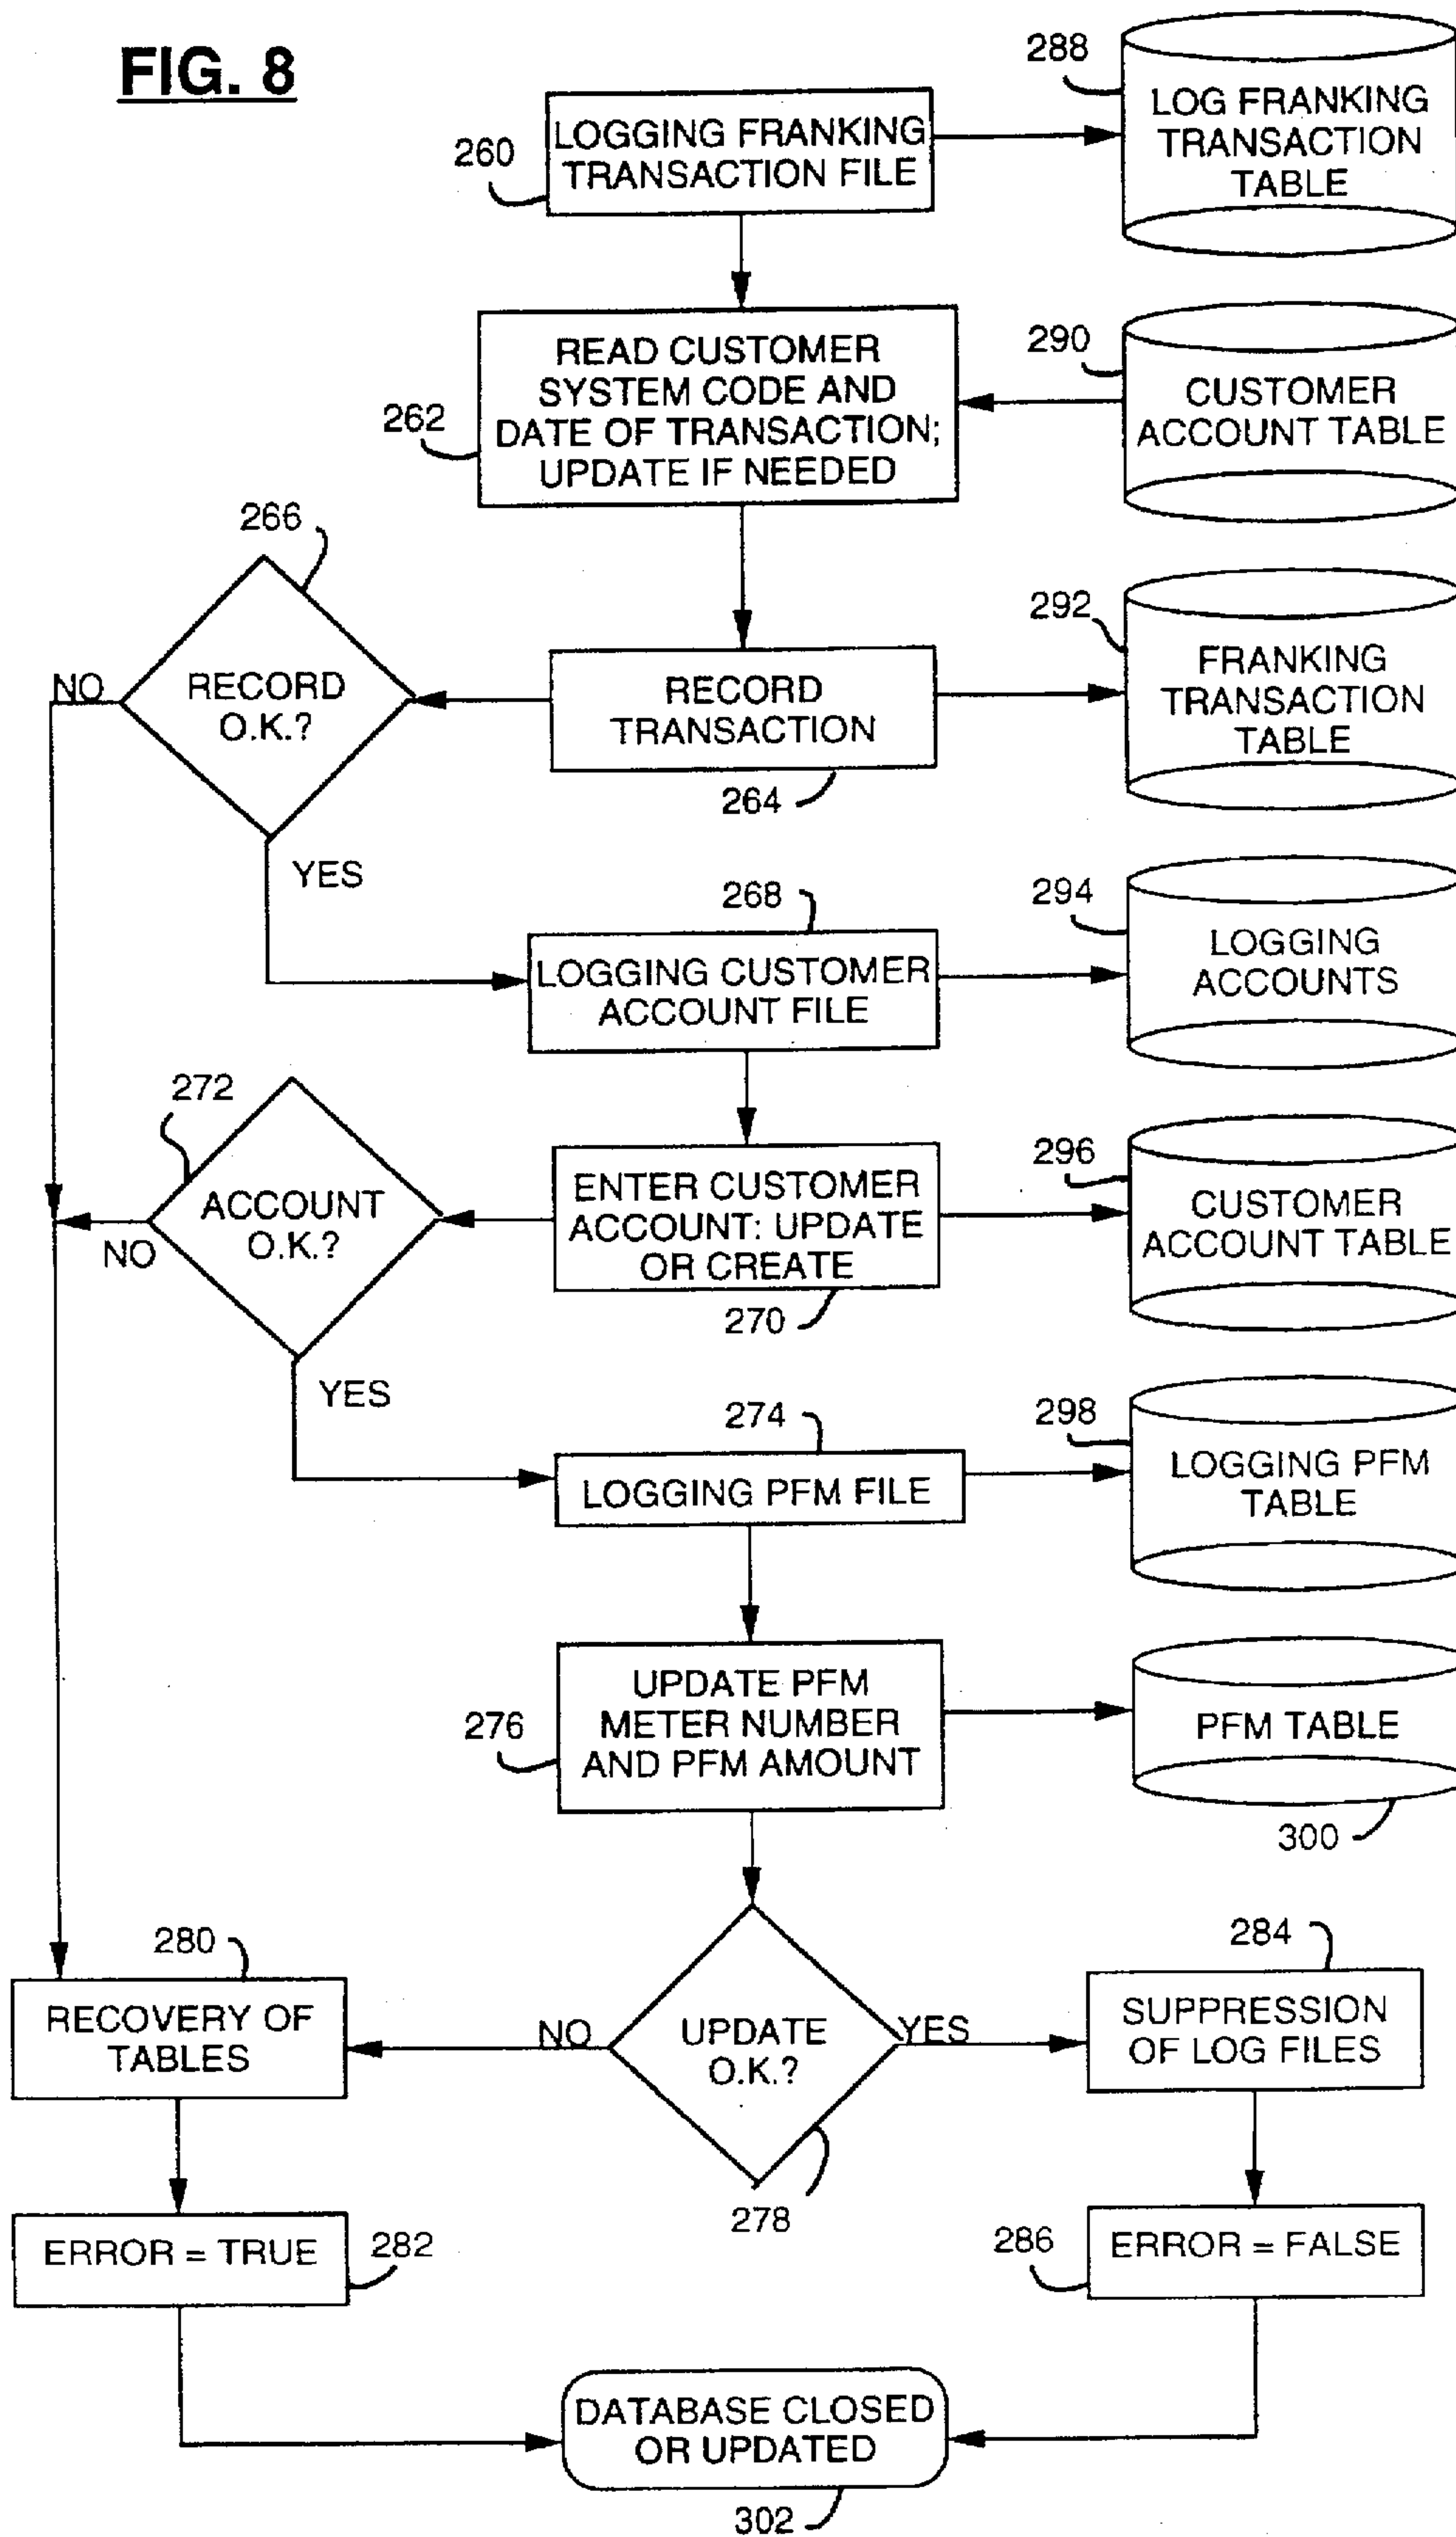 FIG. 8
288
LOG FRANKING
TRANSACTION
TABLE
260
LOGGING FRANKING
TRANSACTION FILE
262
READ CUSTOMER
SYSTEM CODE AND
DATE OF TRANSACTION;
UPDATE IF NEEDED
290
CUSTOMER
ACCOUNT TABLE
266
NO
RECORD
O.K.?
YES
RECORD
TRANSACTION
264
292
FRANKING
TRANSACTION
TABLE
268
LOGGING CUSTOMER
ACCOUNT FILE
294
LOGGING
ACCOUNTS
272
ACCOUNT
O.K.?
NO
YES
ENTER CUSTOMER
ACCOUNT: UPDATE
OR CREATE
270
296
CUSTOMER
ACCOUNT TABLE
274
LOGGING PFM FILE
298
LOGGING PFM
TABLE
276
UPDATE PFM
METER NUMBER
AND PFM AMOUNT
PFM TABLE
300
280
RECOVERY OF
TABLES
NO
UPDATE
O.K.?
YES
278
284
SUPPRESSION
OF LOG FILES
ERROR = TRUE
282
286
ERROR = FALSE
DATABASE CLOSED
OR UPDATED
302